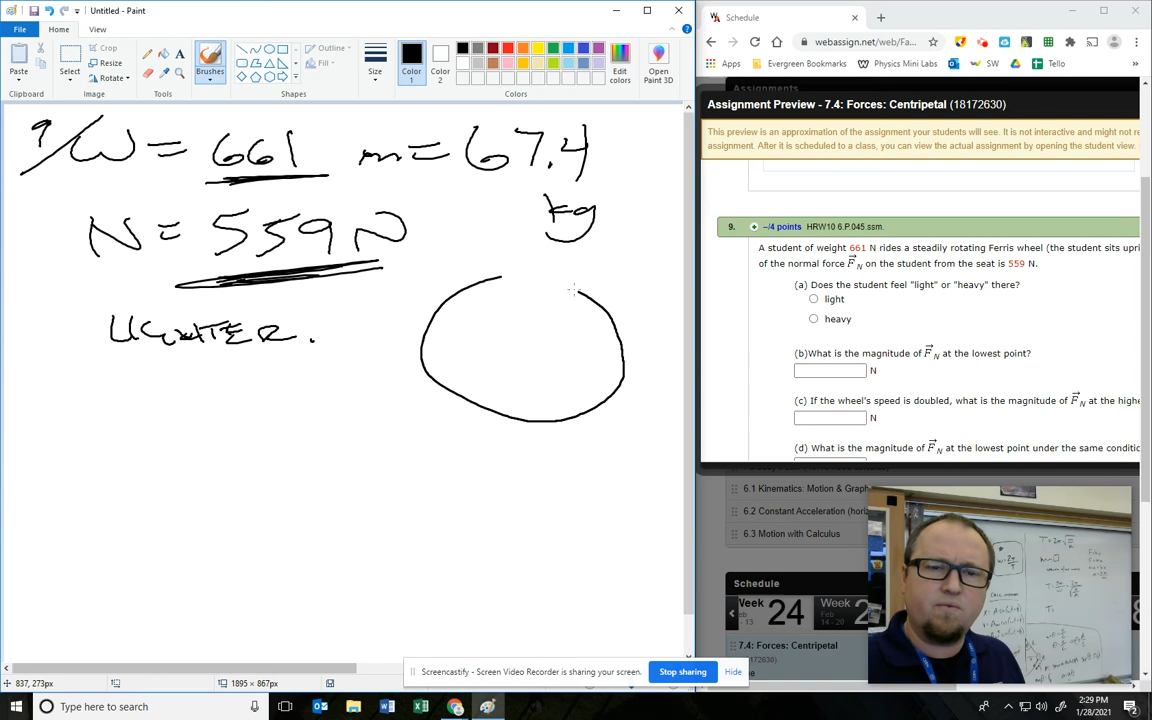 Untitled - Paint
File
Home
View
Paste
Select
Crop
Resize
Rotate
A
Brushes
Outline
Fill
Size
Color
1
Color
2
Edit
colors
Open
Paint 3D
Clipboard
Image
Tools
Shapes
Colors
W = 661 m = 67.4
kg
N = 559 N
LIGHTER.
837, 273px
1895 × 867px
Screencastify - Screen Video Recorder is sharing your screen.
Stop sharing
Hide
Schedule
webassign.net/web/Fa...
Apps
Evergreen Bookmarks
Physics Mini Labs
SW
Tello
Assignments
Assignment Preview - 7.4: Forces: Centripetal (18172630)
This preview is an approximation of the assignment your students will see. It is not interactive and might not re
assignment. After it is scheduled to a class, you can view the actual assignment by opening the student view.
9.
–/4 points HRW10 6.P.045.ssm.
A student of weight 661 N rides a steadily rotating Ferris wheel (the student sits upri
of the normal force F N on the student from the seat is 559 N.
(a) Does the student feel "light" or "heavy" there?
light
heavy
(b)What is the magnitude of F N at the lowest point?
N
(c) If the wheel's speed is doubled, what is the magnitude of F N at the highe
N
(d) What is the magnitude of F N at the lowest point under the same conditic
6.1 Kinematics: Motion & Graph
6.2 Constant Acceleration (horiz
6.3 Motion with Calculus
Schedule
Week
24
Week
Feb
14 - 20
- 13
7.4: Forces: Centripetal
Type here to search
2:29 PM
1/28/2021